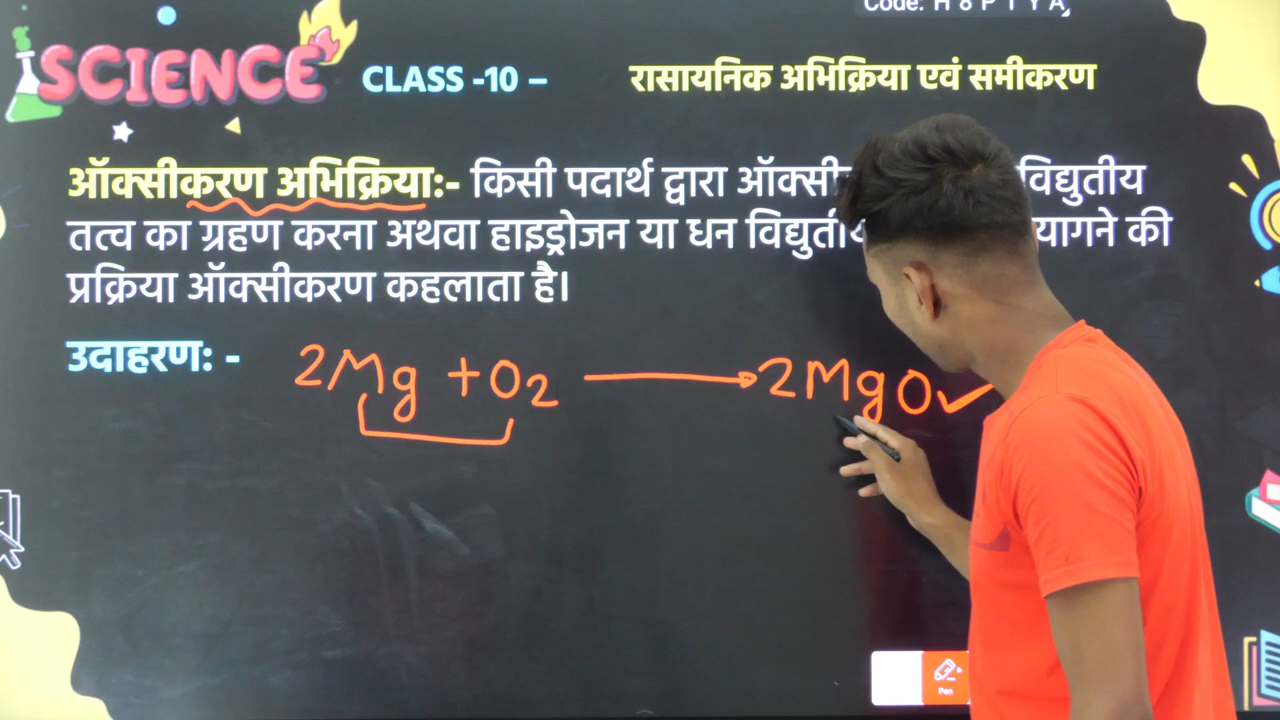 Code: H 8 P T Y A
SCIENCE CLASS -10 – रासायनिक अभिक्रिया एवं समीकरण
ऑक्सीकरण अभिक्रिया:- किसी पदार्थ द्वारा विद्युतीय
तत्व का ग्रहण करना अथवा हाइड्रोजन या धन की
प्रक्रिया ऑक्सीकरण कहलाता है।
उदाहरण: - 2Mg + O2 → 2MgO ✓
Pen